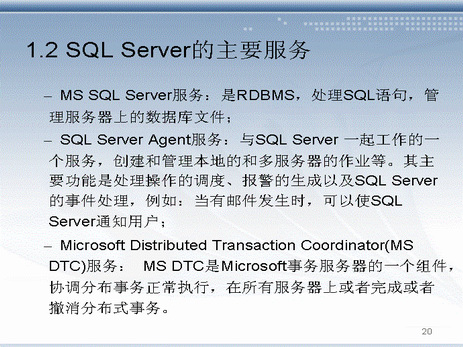 1.2 SQL Server的主要服务
– MS SQL Server服务：是RDBMS，处理SQL语句，管
理服务器上的数据库文件；
– SQL Server Agent服务：与SQL Server 一起工作的一
个服务，创建和管理本地的和多服务器的作业等。其主
要功能是处理操作的调度、报警的生成以及SQL Server
的事件处理，例如：当有邮件发生时，可以使SQL
Server通知用户；
– Microsoft Distributed Transaction Coordinator(MS
DTC)服务： MS DTC是Microsoft事务服务器的一个组件，
协调分布事务正常执行，在所有服务器上或者完成或者
撤消分布式事务。
20